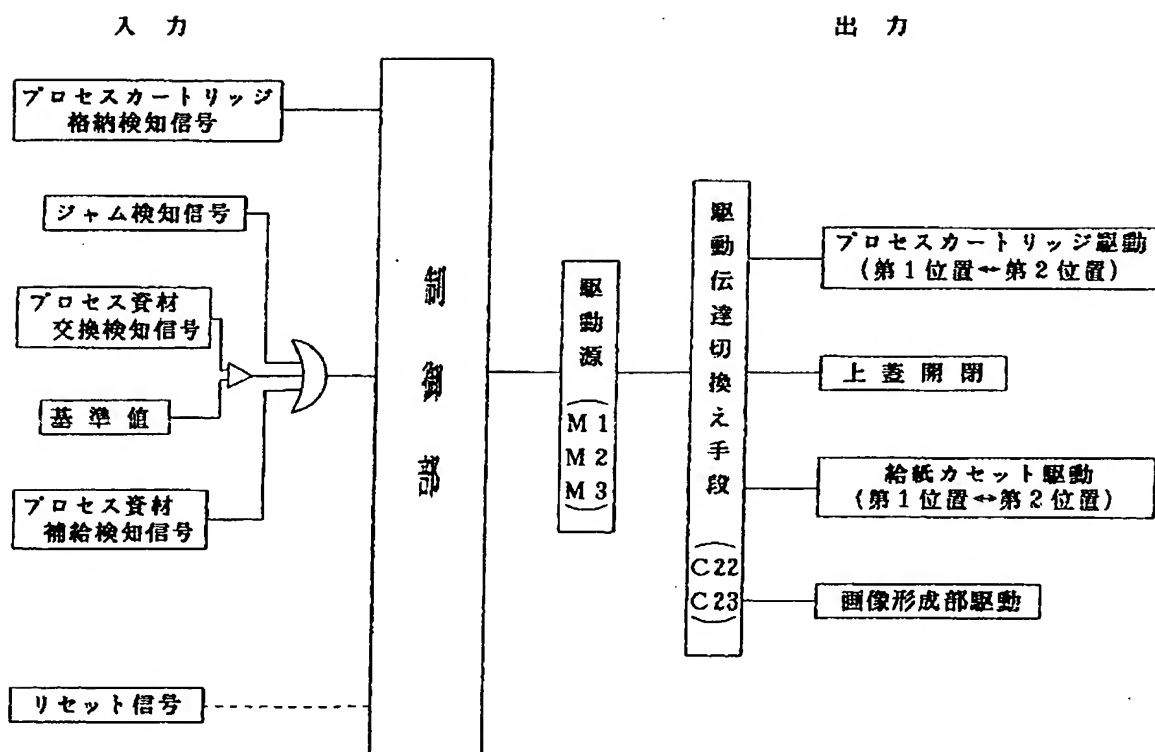 入力
出力
プロセスカートリッジ
格納検知信号
ジャム検知信号
プロセス資材
交換検知信号
基準値
プロセス資材
補給検知信号
リセット信号
制御部
駆動源
(M1
M2
M3)
駆動伝達切換え手段
(C22
C23)
プロセスカートリッジ駆動
(第1位置↔第2位置)
上蓋開閉
給紙カセット駆動
(第1位置↔第2位置)
画像形成部駆動